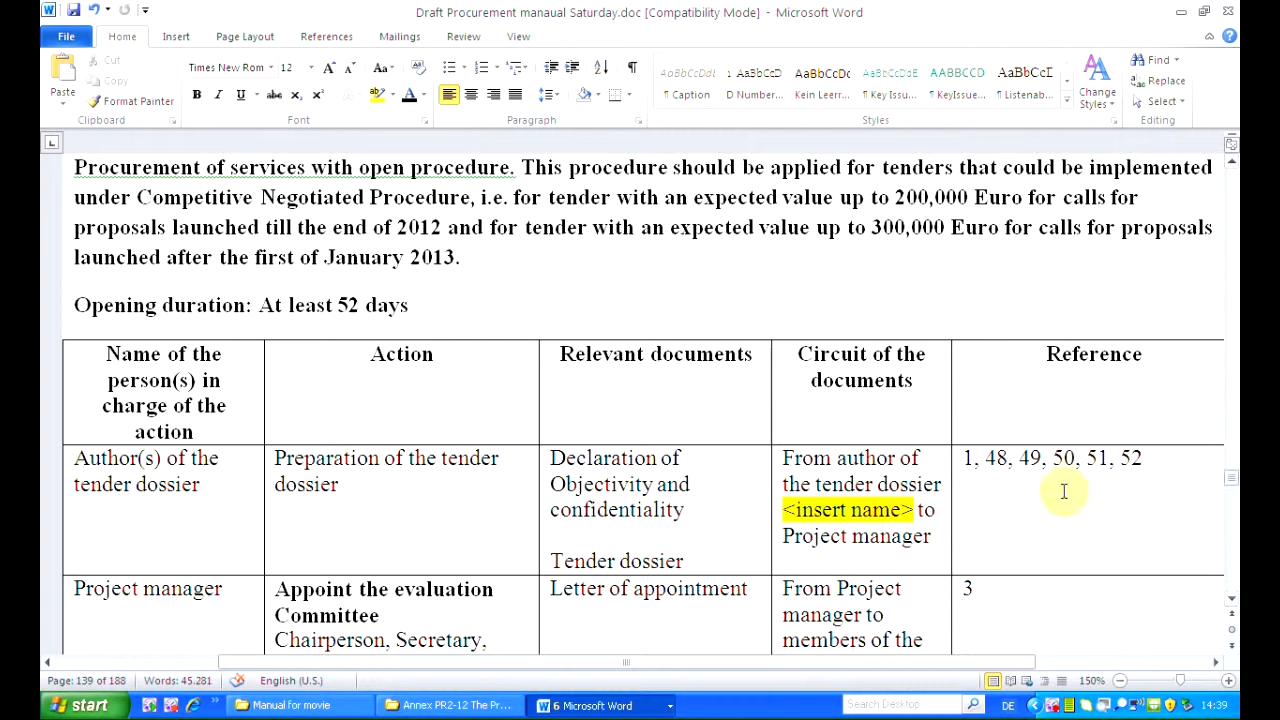 Draft Procurement manaual Saturday.doc [Compatibility Mode] - Microsoft Word
File Home Insert Page Layout References Mailings Review View
Cut
Copy
Format Painter
Paste
Clipboard
Times New Rom 12
Font
Paragraph
AaBbCcDdI AaBbCcD AaBbCcDc AaBbCcD AABBCCD AaBbCcE
¶ Caption D Number... Kein Leerr... ¶ Key Issu... ¶ KeyIssue... ¶ Listenab...
Change
Styles
Styles
Find
Replace
Select
Editing
Procurement of services with open procedure. This procedure should be applied for tenders that could be implemented
under Competitive Negotiated Procedure, i.e. for tender with an expected value up to 200,000 Euro for calls for
proposals launched till the end of 2012 and for tender with an expected value up to 300,000 Euro for calls for proposals
launched after the first of January 2013.
Opening duration: At least 52 days
Name of the
person(s) in
charge of the
action
Action
Relevant documents
Circuit of the
documents
Reference
Author(s) of the
tender dossier
Preparation of the tender
dossier
Declaration of
Objectivity and
confidentiality
Tender dossier
From author of
the tender dossier
<insert name> to
Project manager
1, 48, 49, 50, 51, 52
Project manager
Appoint the evaluation
Committee
Chairperson, Secretary,
Letter of appointment
From Project
manager to
members of the
3
Page: 139 of 188 Words: 45.281 English (U.S.) 150%
start Manual for movie Annex PR2-12 The Pr... 6 Microsoft Word Search Desktop DE 14:39